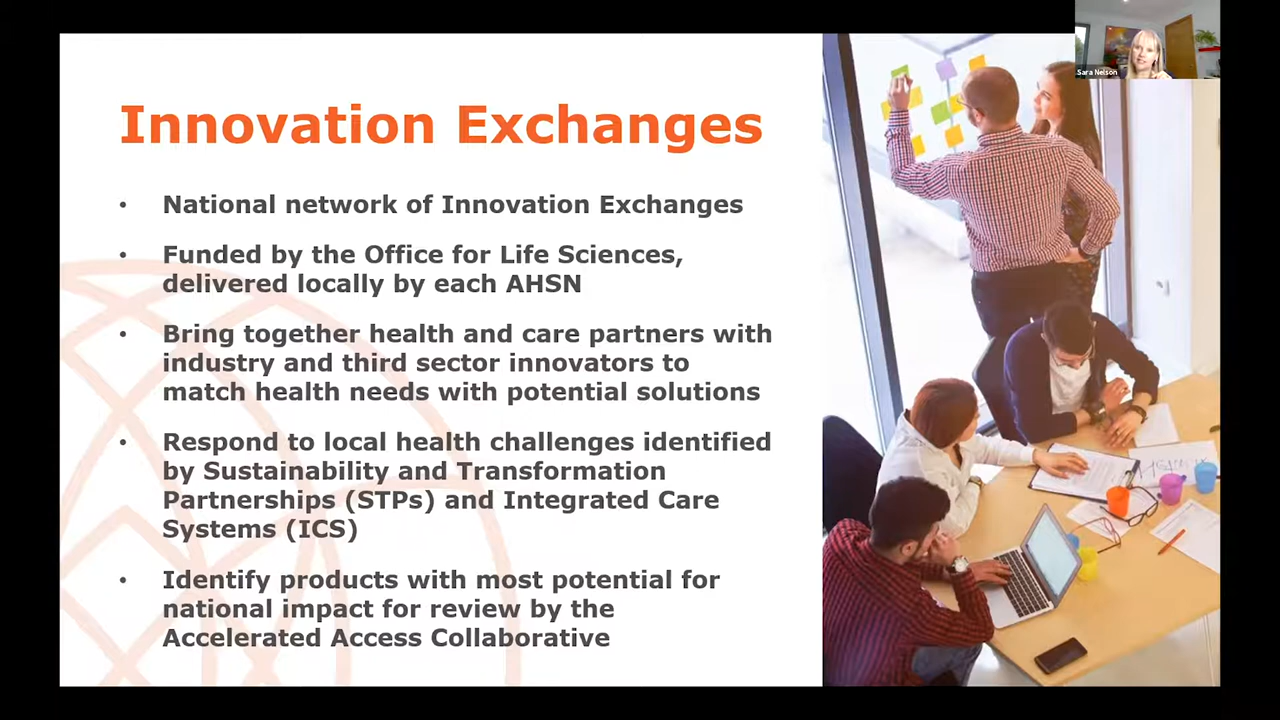 Sara Nelson
Innovation Exchanges
• National network of Innovation Exchanges
• Funded by the Office for Life Sciences,
delivered locally by each AHSN
• Bring together health and care partners with
industry and third sector innovators to
match health needs with potential solutions
• Respond to local health challenges identified
by Sustainability and Transformation
Partnerships (STPs) and Integrated Care
Systems (ICS)
• Identify products with most potential for
national impact for review by the
Accelerated Access Collaborative